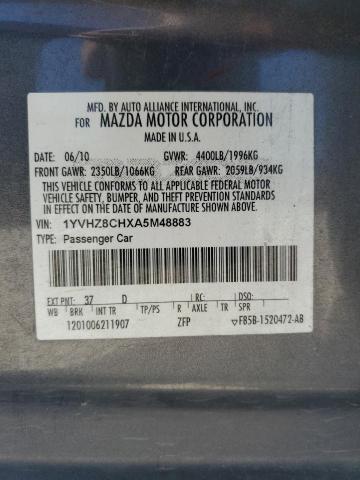 MFD. BY AUTO ALLIANCE INTERNATIONAL, INC.
FOR MAZDA MOTOR CORPORATION
MADE IN U.S.A.
DATE: 06/10 GVWR: 4400LB/1996KG
FRONT GAWR: 2350LB/1066KG REAR GAWR: 2059LB/934KG
THIS VEHICLE CONFORMS TO ALL APPLICABLE FEDERAL MOTOR
VEHICLE SAFETY, BUMPER, AND THEFT PREVENTION STANDARDS
IN EFFECT ON THE DATE OF MANUFACTURE SHOWN ABOVE.
VIN: 1YVHZ8CHXA5M48883
TYPE: Passenger Car
EXT PNT: 37 D RC: DSO:
WB BRK INT TR TP/PS R AXLE TR SPR
1201006211907 ZFP F85B-1520472-AB